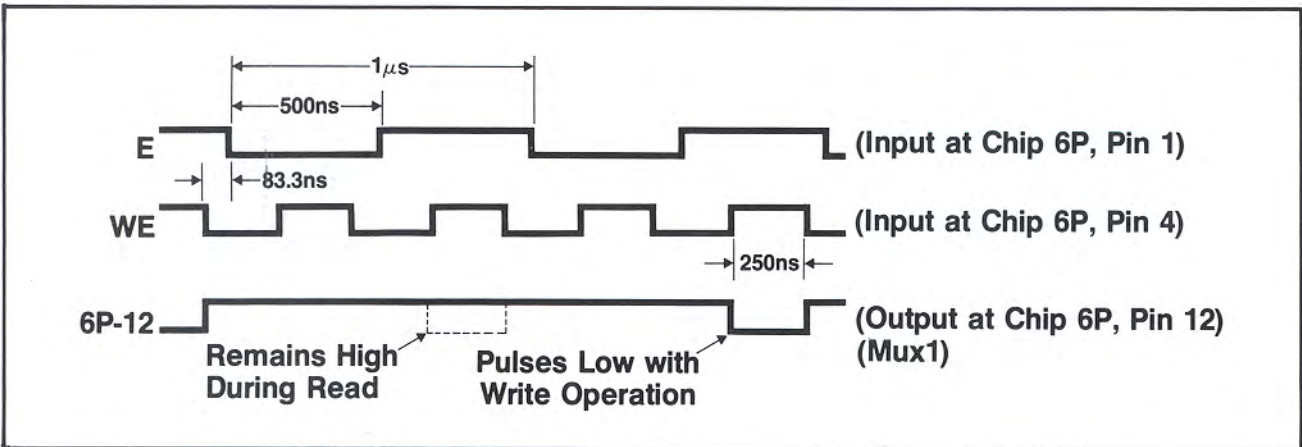 1μs
500ns
E
(Input at Chip 6P, Pin 1)
83.3ns
WE
(Input at Chip 6P, Pin 4)
250ns
6P-12
(Output at Chip 6P, Pin 12)
(Mux1)
Remains High
During Read
Pulses Low with
Write Operation